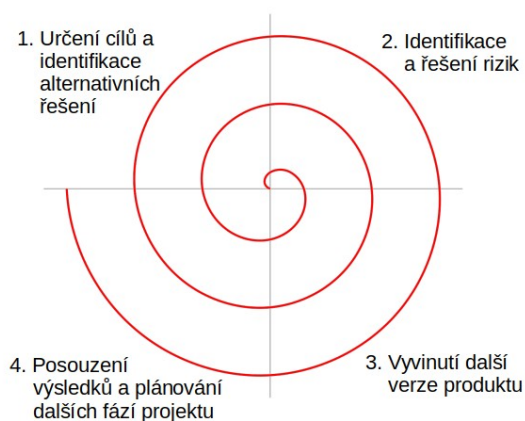 1. Určení cílů a
identifikace
alternativních
řešení
2. Identifikace
a řešení rizik
3. Vyvinutí další
verze produktu
4. Posouzení
výsledků a plánování
dalších fází projektu